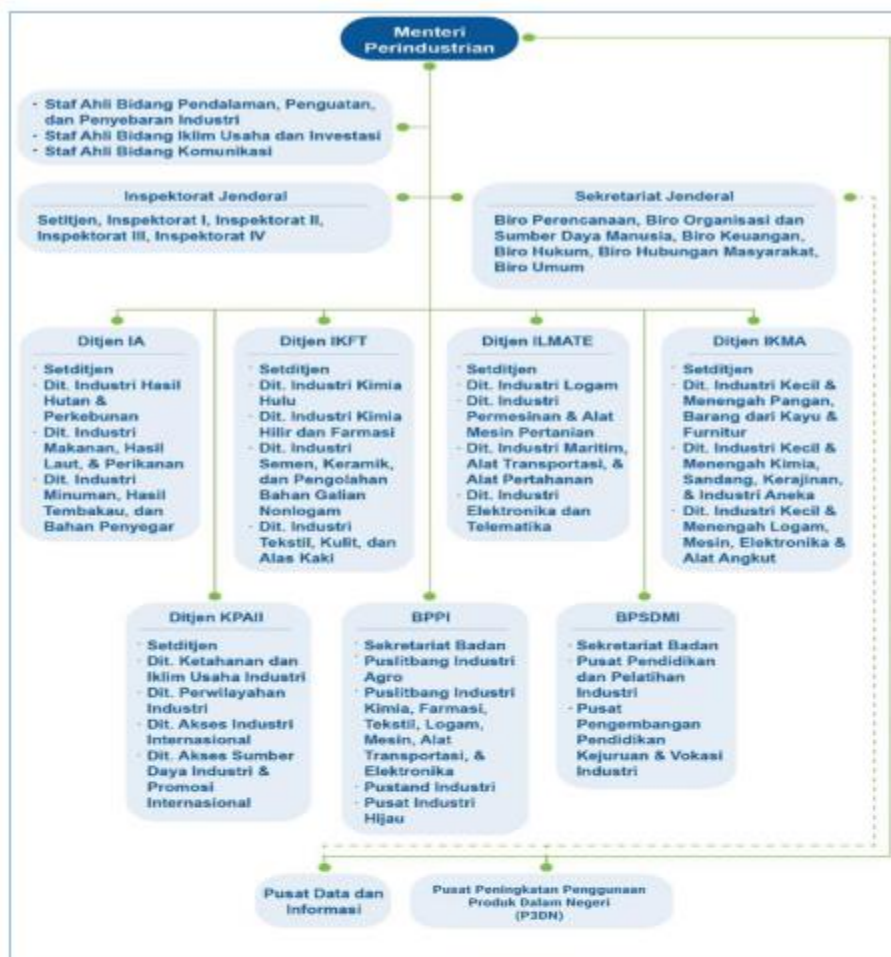 Menteri
Perindustrian
- Staf Ahli Bidang Pendalaman, Penguatan,
dan Penyebaran Industri
- Staf Ahli Bidang Iklim Usaha dan Investasi
- Staf Ahli Bidang Komunikasi
Inspektorat Jenderal
Setitjen, Inspektorat I, Inspektorat II,
Inspektorat III, Inspektorat IV
Sekretariat Jenderal
Biro Perencanaan, Biro Organisasi dan
Sumber Daya Manusia, Biro Keuangan,
Biro Hukum, Biro Hubungan Masyarakat,
Biro Umum
Ditjen IA
· Setditjen
· Dit. Industri Hasil
Hutan &
Perkebunan
· Dit. Industri
Makanan, Hasil
Laut, & Perikanan
· Dit. Industri
Minuman, Hasil
Tembakau, dan
Bahan Penyegar
Ditjen IKFT
· Setditjen
· Dit. Industri Kimia
Hulu
· Dit. Industri Kimia
Hilir dan Farmasi
· Dit. Industri
Semen, Keramik,
dan Pengolahan
Bahan Galian
Nonlogam
· Dit. Industri
Tekstil, Kulit, dan
Alas Kaki
Ditjen ILMATE
· Setditjen
· Dit. Industri Logam
· Dit. Industri
Permesinan & Alat
Mesin Pertanian
· Dit. Industri Maritim,
Alat Transportasi, &
Alat Pertahanan
· Dit. Industri
Elektronika dan
Telematika
Ditjen IKMA
· Setditjen
· Dit. Industri Kecil &
Menengah Pangan,
Barang dari Kayu &
Furnitur
· Dit. Industri Kecil &
Menengah Kimia,
Sandang, Kerajinan,
& Industri Aneka
· Dit. Industri Kecil &
Menengah Logam,
Mesin, Elektronika &
Alat Angkut
Ditjen KPAII
· Setditjen
· Dit. Ketahanan dan
Iklim Usaha Industri
· Dit. Perwilayahan
Industri
· Dit. Akses Industri
Internasional
· Dit. Akses Sumber
Daya Industri &
Promosi
Internasional
BPPI
· Sekretariat Badan
· Puslitbang Industri
Agro
· Puslitbang Industri
Kimia, Farmasi,
Tekstil, Logam,
Mesin, Alat
Transportasi, &
Elektronika
· Pustand Industri
· Pusat Industri
Hijau
BPSDMI
· Sekretariat Badan
· Pusat Pendidikan
dan Pelatihan
Industri
· Pusat
Pengembangan
Pendidikan
Kejuruan & Vokasi
Industri
Pusat Data dan
Informasi
Pusat Peningkatan Penggunaan
Produk Dalam Negeri
(P3DN)